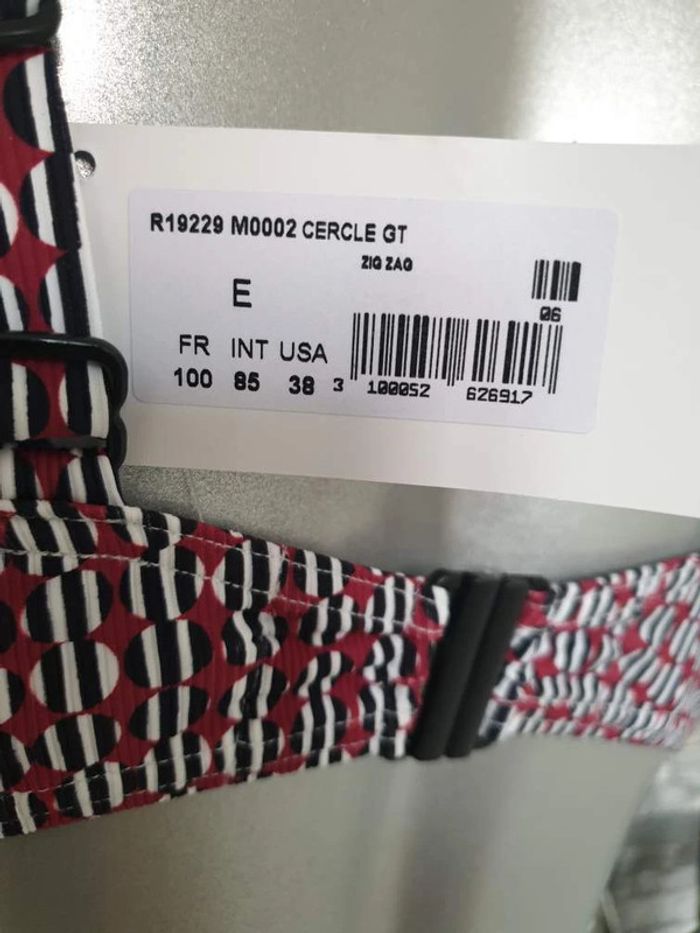 R19229 M0002 CERCLE GT
ZIG ZAG
E
06
FR INT USA
100 85 38
3 100052 626917